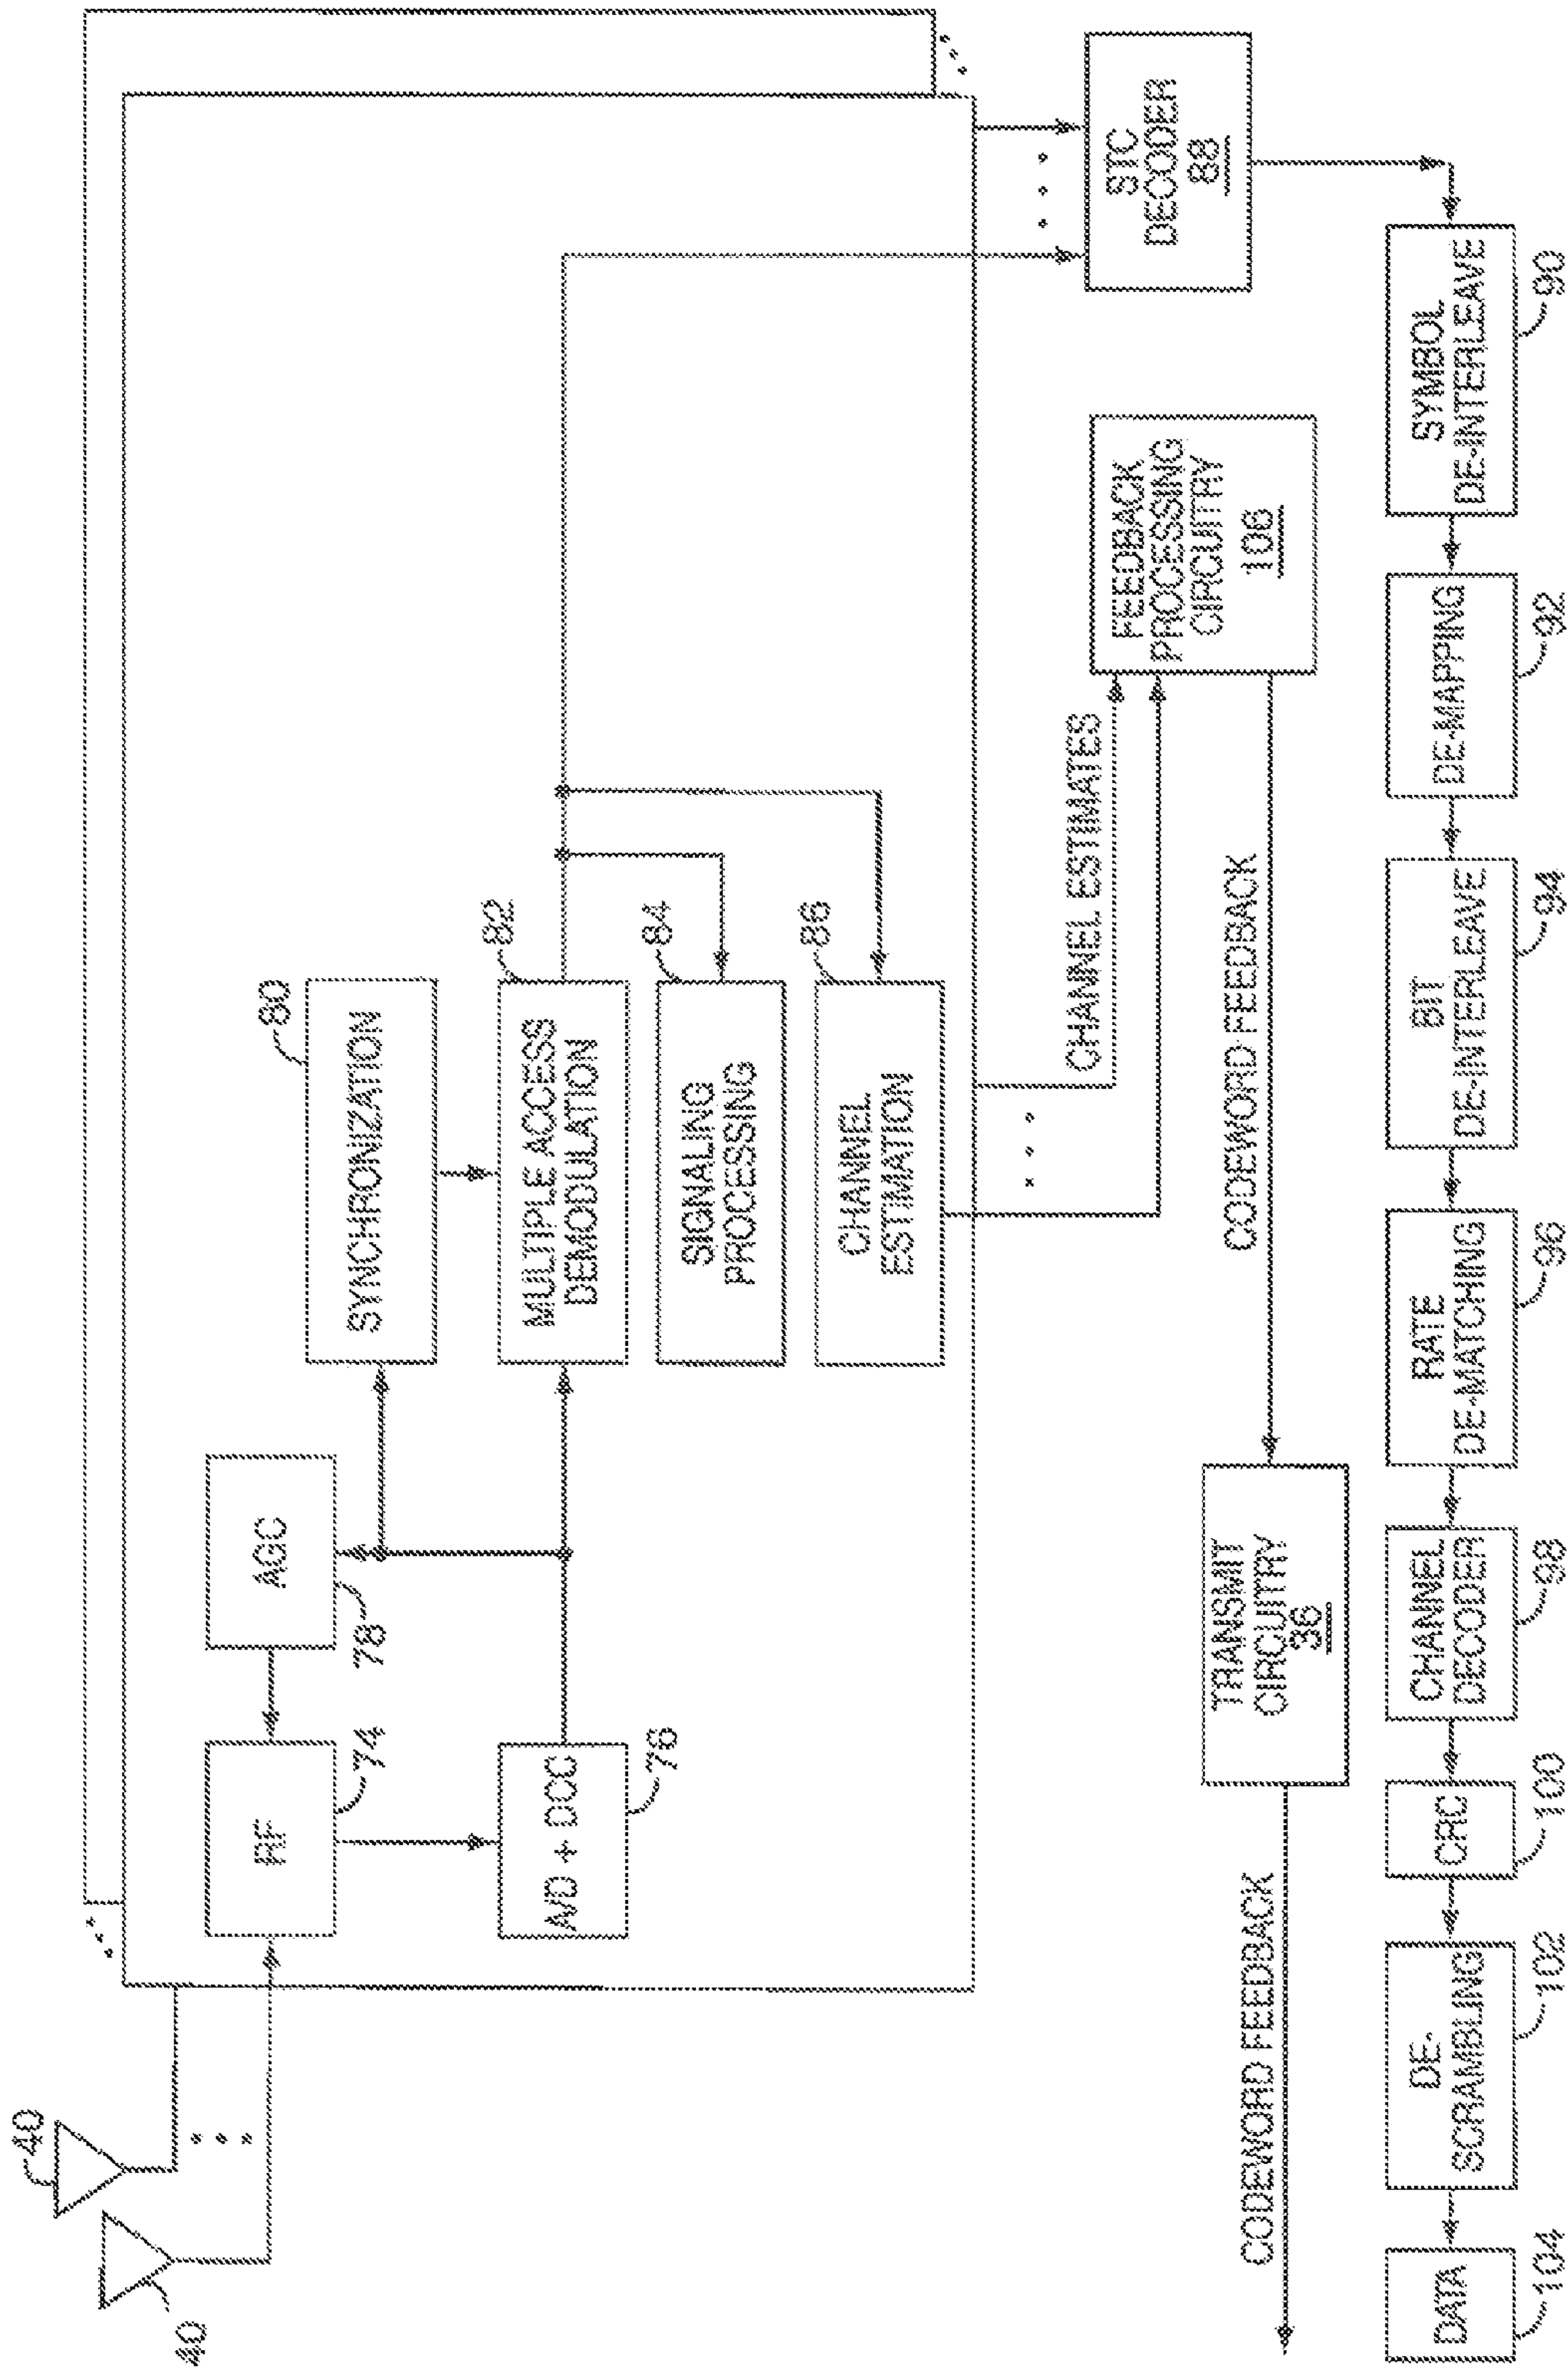 40
40
RF
74
AGC
78
A/D + DCC
76
SYNCHRONIZATION
80
MULTIPLE ACCESS
DEMODULATION
82
SIGNALING
PROCESSING
84
CHANNEL
ESTIMATION
86
CHANNEL ESTIMATES
STC
DECODER
88
FEEDBACK
PROCESSING
CIRCUITRY
106
CODEWORD FEEDBACK
TRANSMIT
CIRCUITRY
36
CODEWORD FEEDBACK
DATA
104
DE-
SCRAMBLING
102
CRC
100
CHANNEL
DECODER
98
RATE
DE-MATCHING
96
BIT
DE-INTERLEAVE
94
DE-MAPPING
92
SYMBOL
DE-INTERLEAVE
90